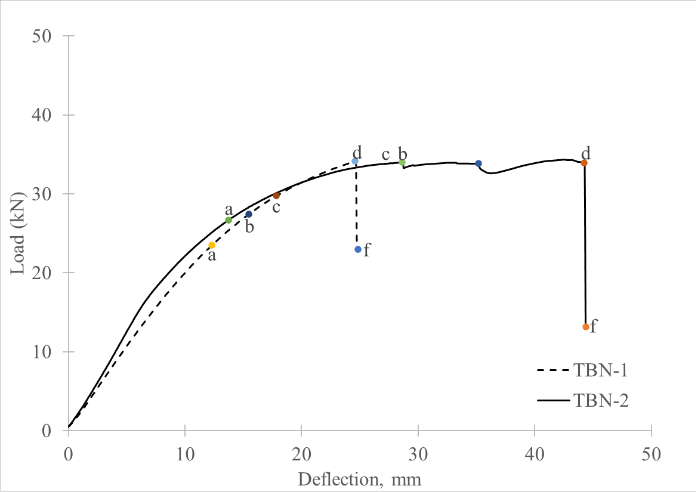 50
40
d
c b
d
30
a
c
b
a
f
20
f
10
TBN-1
TBN-2
0
0 10 20 30 40 50
Load (kN)
Deflection, mm